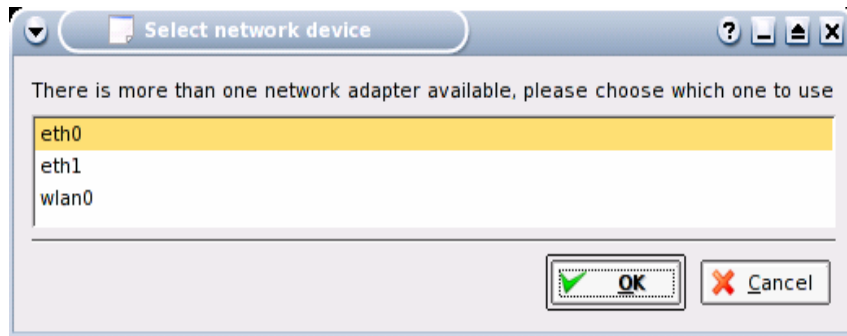 Select network device
There is more than one network adapter available, please choose which one to use
eth0
eth1
wlan0
OK
Cancel